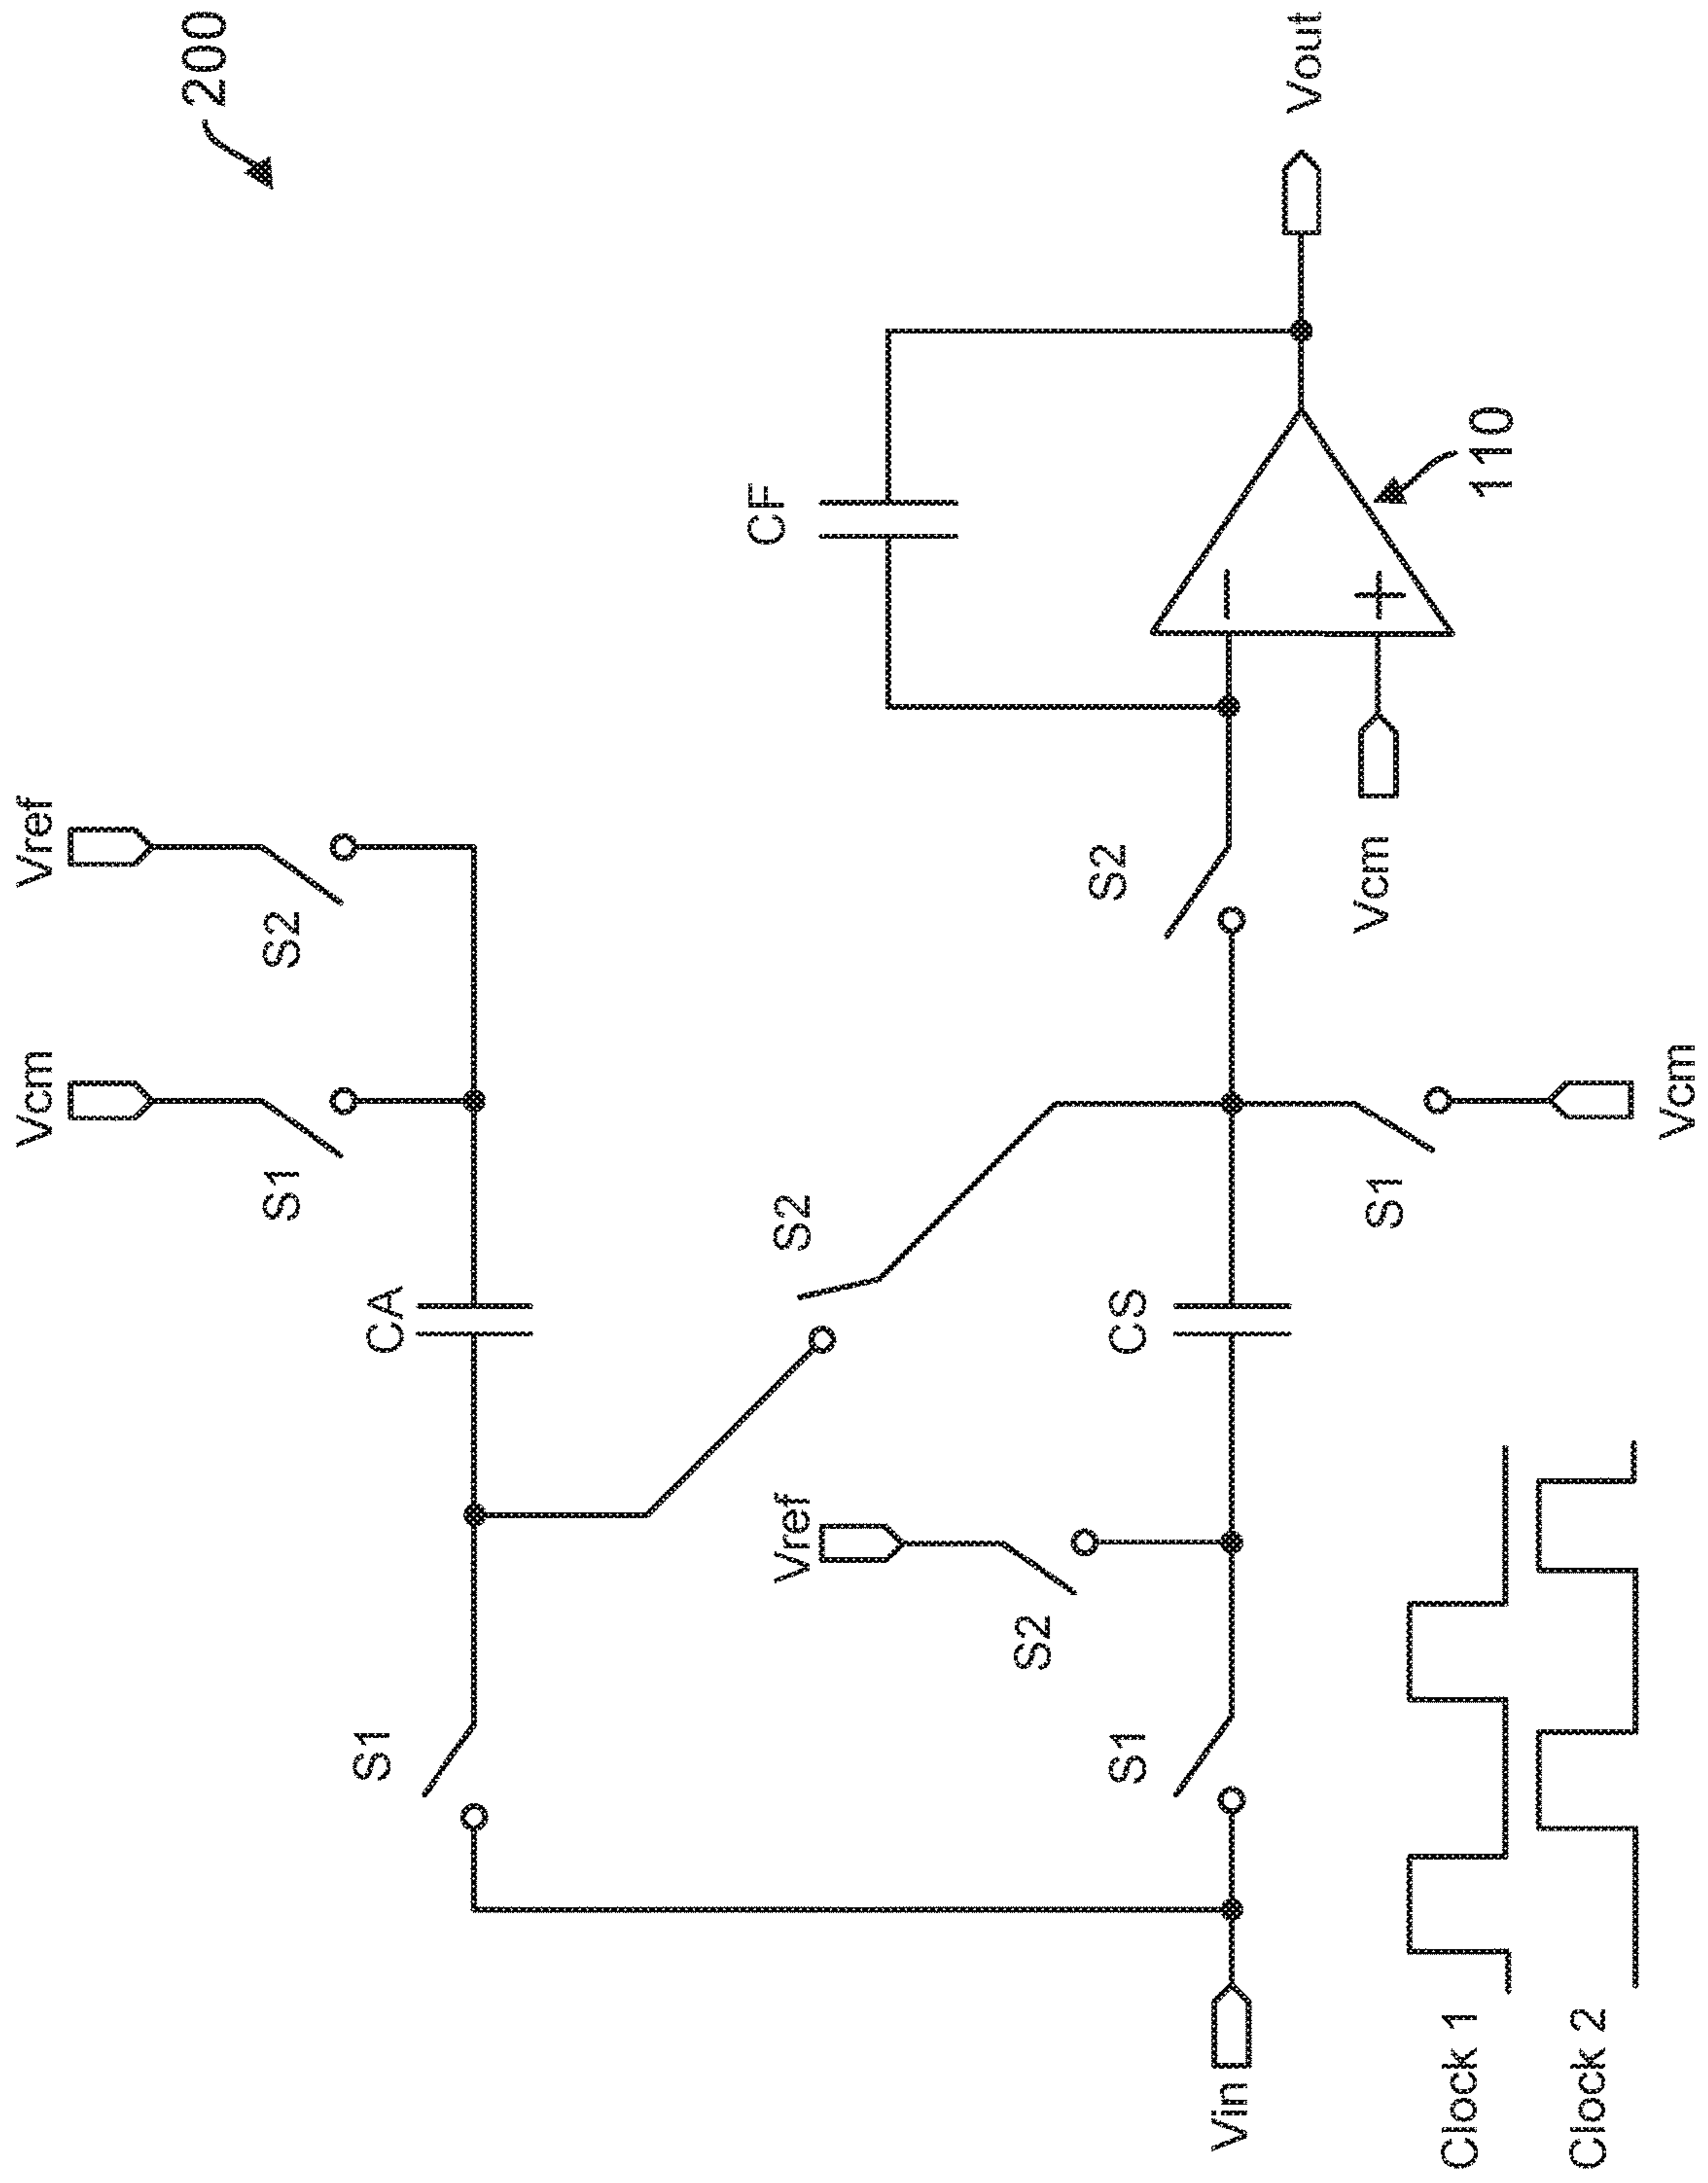 200
Vcm
Vref
S1
S2
CA
S1
S2
CF
Vref
S2
CS
S1
S2
Vin
Vout
Vcm
110
S1
Vcm
Clock 1
Clock 2